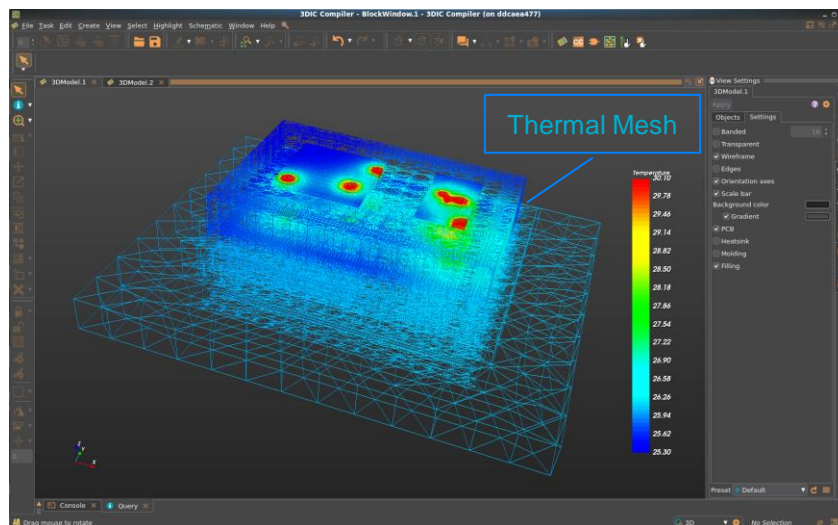 3DIC Compiler - BlockWindow.1 - 3DIC Compiler (on ddcaea477)
File Task Edit Create View Select Highlight Schematic Window Help
3DModel.1 3DModel.2
View Settings
3DModel.1
Apply
Objects Settings
Banded 16
Transparent
Wireframe
Edges
Orientation axes
Scale bar
Background color
Gradient
PCB
Heatsink
Molding
Filling
Thermal Mesh
Temperature
30.10
29.78
29.46
29.14
28.82
28.50
28.18
27.86
27.54
27.22
26.90
26.58
26.26
25.94
25.62
25.30
Z
Y
X
0
Preset Default
Console Query
Drag mouse to rotate
3D
No Selection